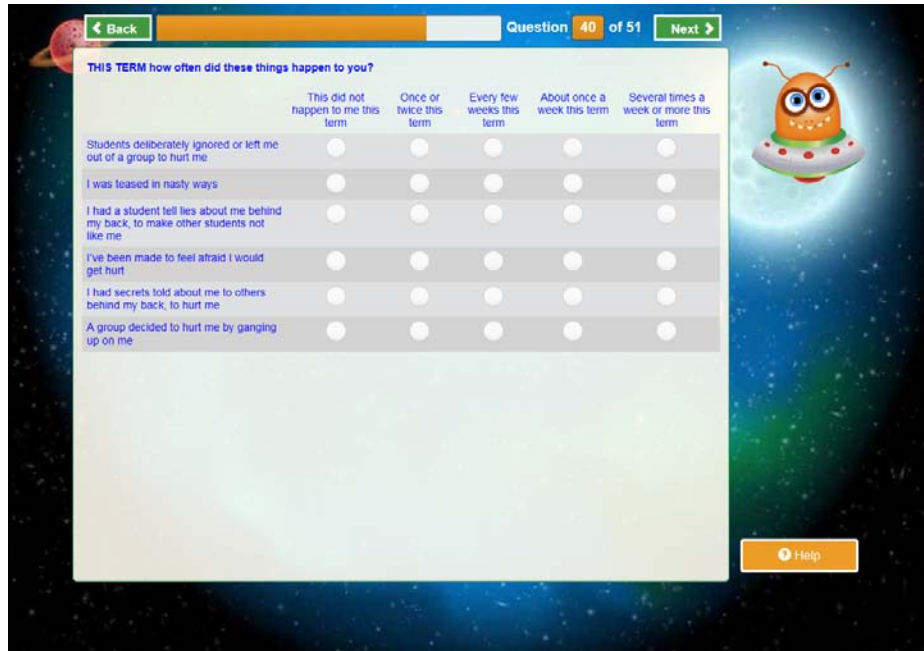 Back
Question 40 of 51
Next
THIS TERM how often did these things happen to you?
This did not
happen to me this
term
Once or
twice this
term
Every few
weeks this
term
About once a
week this term
Several times a
week or more this
term
Students deliberately ignored or left me
out of a group to hurt me
I was teased in nasty ways
I had a student tell lies about me behind
my back, to make other students not
like me
I've been made to feel afraid I would
get hurt
I had secrets told about me to others
behind my back, to hurt me
A group decided to hurt me by ganging
up on me
? Help